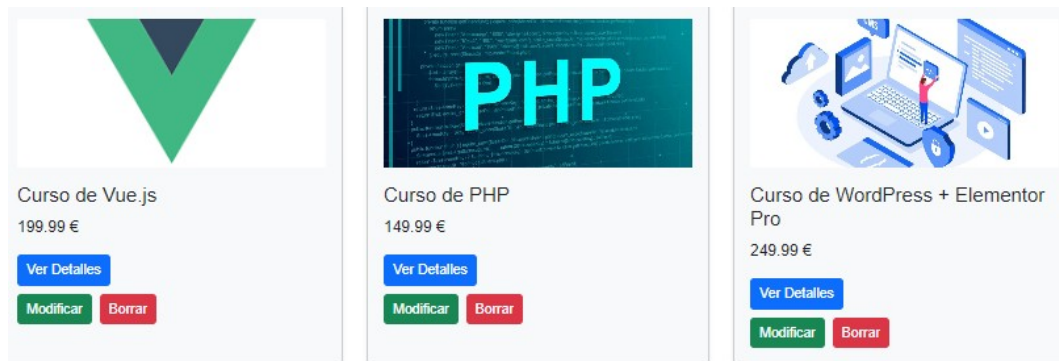 PHP
Curso de Vue.js
199.99 €
Ver Detalles
Modificar Borrar
Curso de PHP
149.99 €
Ver Detalles
Modificar Borrar
Curso de WordPress + Elementor
Pro
249.99 €
Ver Detalles
Modificar Borrar